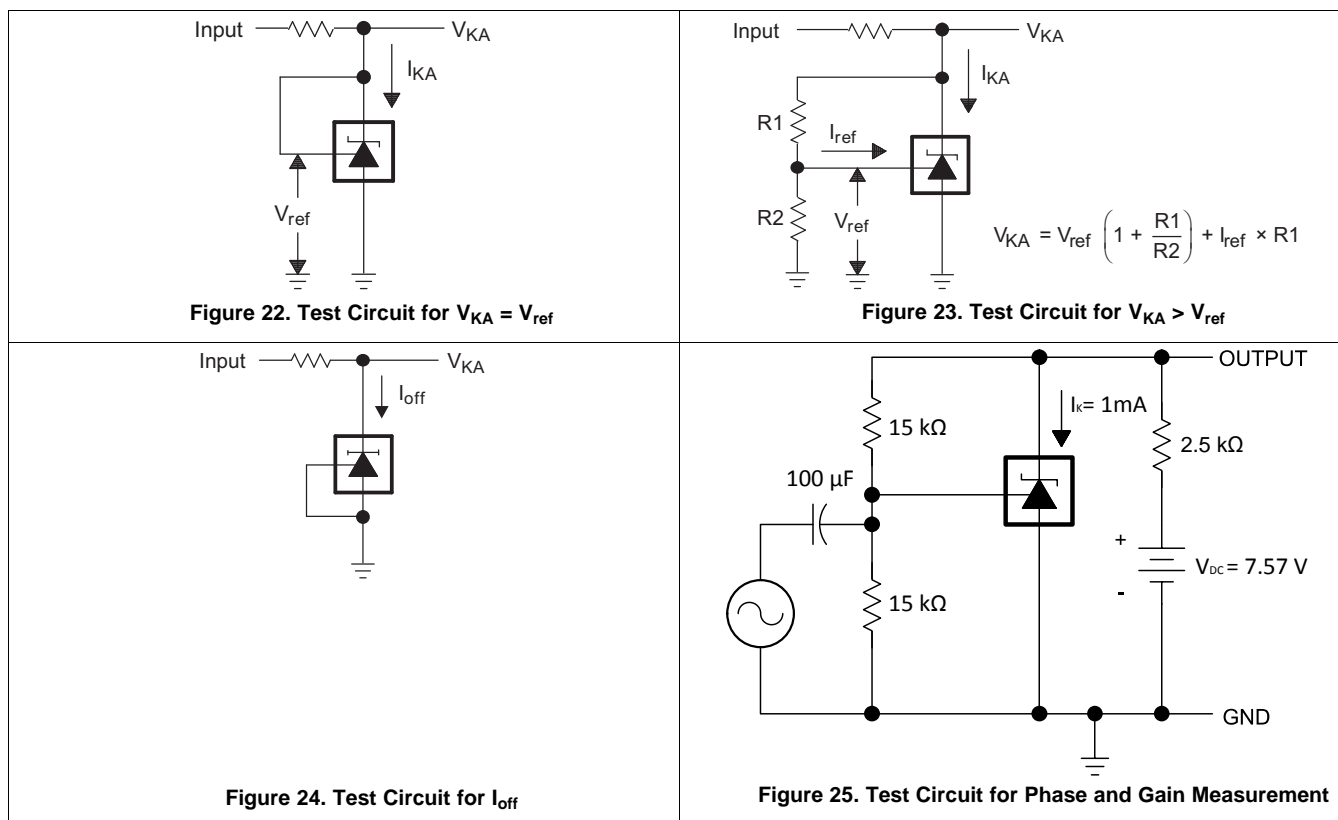 Input
V_KA
I_KA
V_ref
Figure 22. Test Circuit for V_KA = V_ref
Input
V_KA
I_KA
R1
I_ref
R2
V_ref
V_KA = V_ref (1 + R1/R2) + I_ref × R1
Figure 23. Test Circuit for V_KA > V_ref
Input
V_KA
I_off
Figure 24. Test Circuit for I_off
OUTPUT
I_K= 1mA
15 kΩ
2.5 kΩ
100 µF
+
V_DC = 7.57 V
-
15 kΩ
GND
Figure 25. Test Circuit for Phase and Gain Measurement